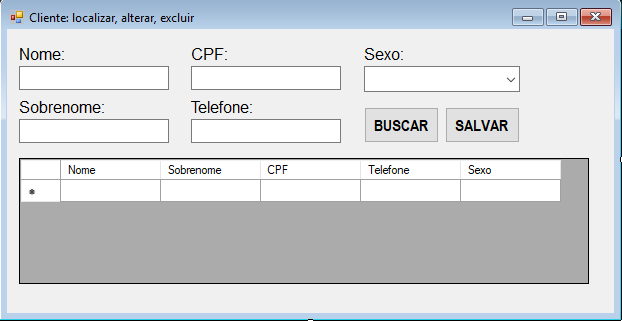 Cliente: localizar, alterar, excluir
Nome: CPF: Sexo:
Sobrenome: Telefone:
BUSCAR SALVAR
Nome Sobrenome CPF Telefone Sexo